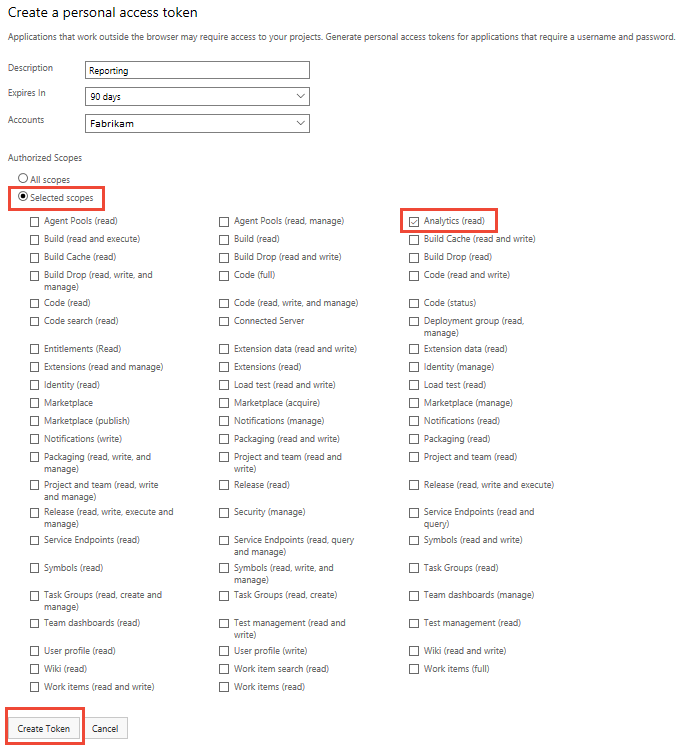 Create a personal access token
Applications that work outside the browser may require access to your projects. Generate personal access tokens for applications that require a username and password.
Description
Reporting
Expires In
90 days
Accounts
Fabrikam
Authorized Scopes
All scopes
Selected scopes
Agent Pools (read)
Agent Pools (read, manage)
Analytics (read)
Build (read and execute)
Build (read)
Build Cache (read and write)
Build Cache (read)
Build Drop (read and write)
Build Drop (read)
Build Drop (read, write, and
manage)
Code (full)
Code (read and write)
Code (read)
Code (read, write, and manage)
Code (status)
Code search (read)
Connected Server
Deployment group (read,
manage)
Entitlements (Read)
Extension data (read and write)
Extension data (read)
Extensions (read and manage)
Extensions (read)
Identity (manage)
Identity (read)
Load test (read and write)
Load test (read)
Marketplace
Marketplace (acquire)
Marketplace (manage)
Marketplace (publish)
Notifications (manage)
Notifications (read)
Notifications (write)
Packaging (read and write)
Packaging (read)
Packaging (read, write, and
manage)
Project and team (read and
write)
Project and team (read)
Project and team (read, write
and manage)
Release (read)
Release (read, write and execute)
Release (read, write, execute and
manage)
Security (manage)
Service Endpoints (read and
query)
Service Endpoints (read)
Service Endpoints (read, query
and manage)
Symbols (read and write)
Symbols (read)
Symbols (read, write, and
manage)
Task Groups (read)
Task Groups (read, create and
manage)
Task Groups (read, create)
Team dashboards (manage)
Team dashboards (read)
Test management (read and
write)
Test management (read)
User profile (read)
User profile (write)
Wiki (read and write)
Wiki (read)
Work item search (read)
Work items (full)
Work items (read and write)
Work items (read)
Create Token
Cancel